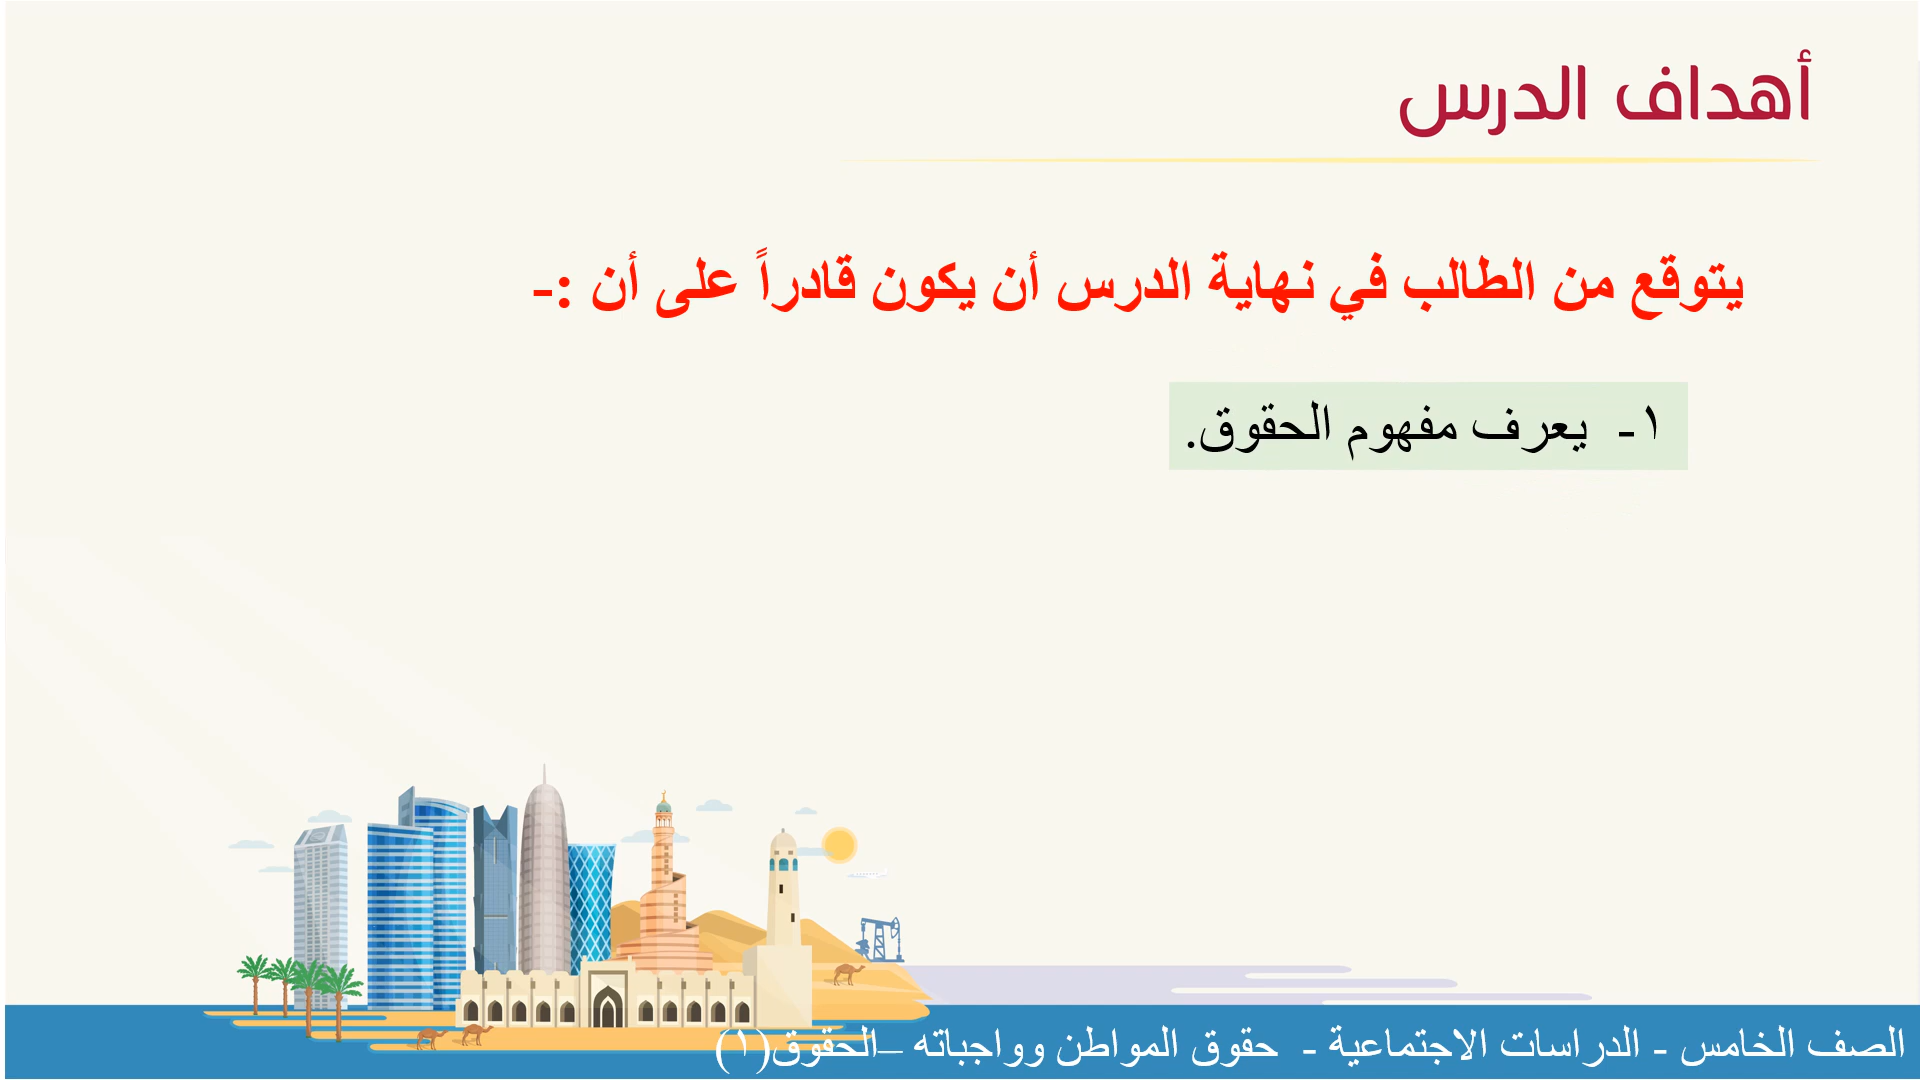 أهداف الدرس
يتوقع من الطالب في نهاية الدرس أن يكون قادراً على أن :-
١- يعرف مفهوم الحقوق.
الصف الخامس - الدراسات الاجتماعية - حقوق المواطن وواجباته –الحقوق(١)